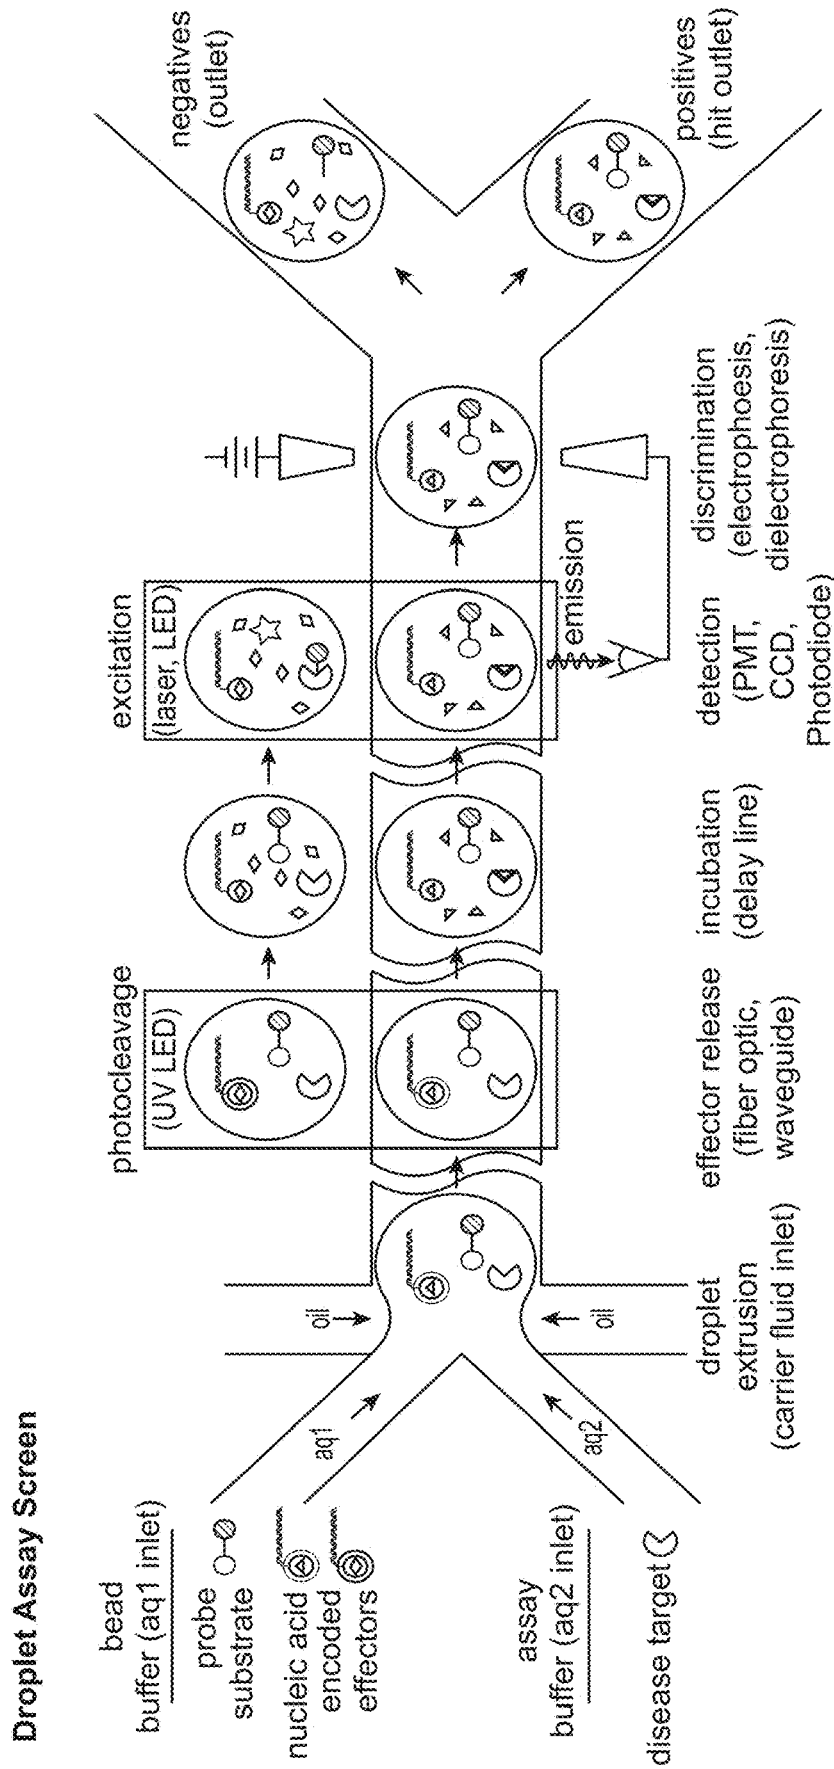 Droplet Assay Screen
bead
buffer (aq1 inlet)
probe
substrate
nucleic acid
encoded
effectors
assay
buffer (aq2 inlet)
disease target
aq1
aq2
oil
oil
droplet
extrusion
(carrier fluid inlet)
photocleavage
(UV LED)
effector release
(fiber optic,
waveguide)
incubation
(delay line)
excitation
(laser, LED)
emission
detection
(PMT,
CCD,
Photodiode)
discrimination
(electrophoesis,
dielectrophoresis)
negatives
(outlet)
positives
(hit outlet)